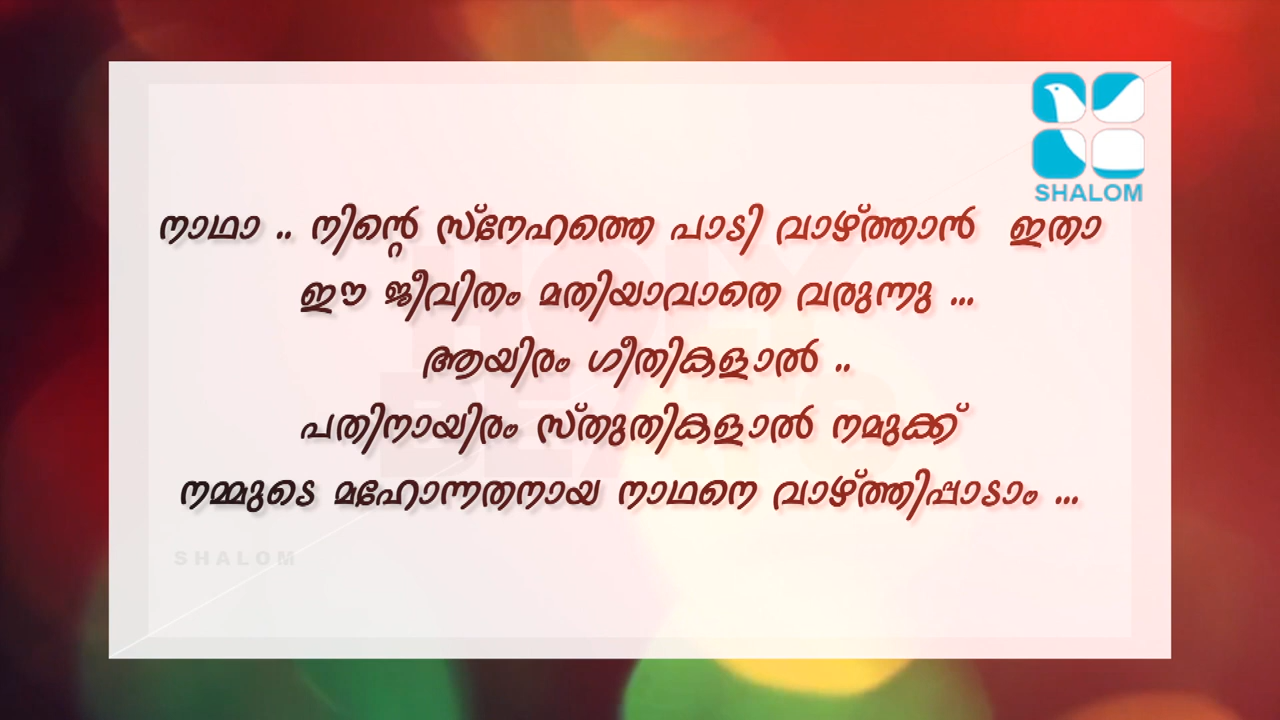 SHALOM
നാഥാ .. നിന്റെ സ്നേഹത്തെ പാടി വാഴ്ത്താൻ ഇതാ
ഈ ജീവിതം മതിയാവാതെ വരുന്നു ...
ആയിരം ഗീതികളാൽ ..
പതിനായിരം സ്തുതികളാൽ നമുക്ക്
നമ്മുടെ മഹോന്നതനായ നാഥനെ വാഴ്ത്തിപ്പാടാം ...
SHALOM